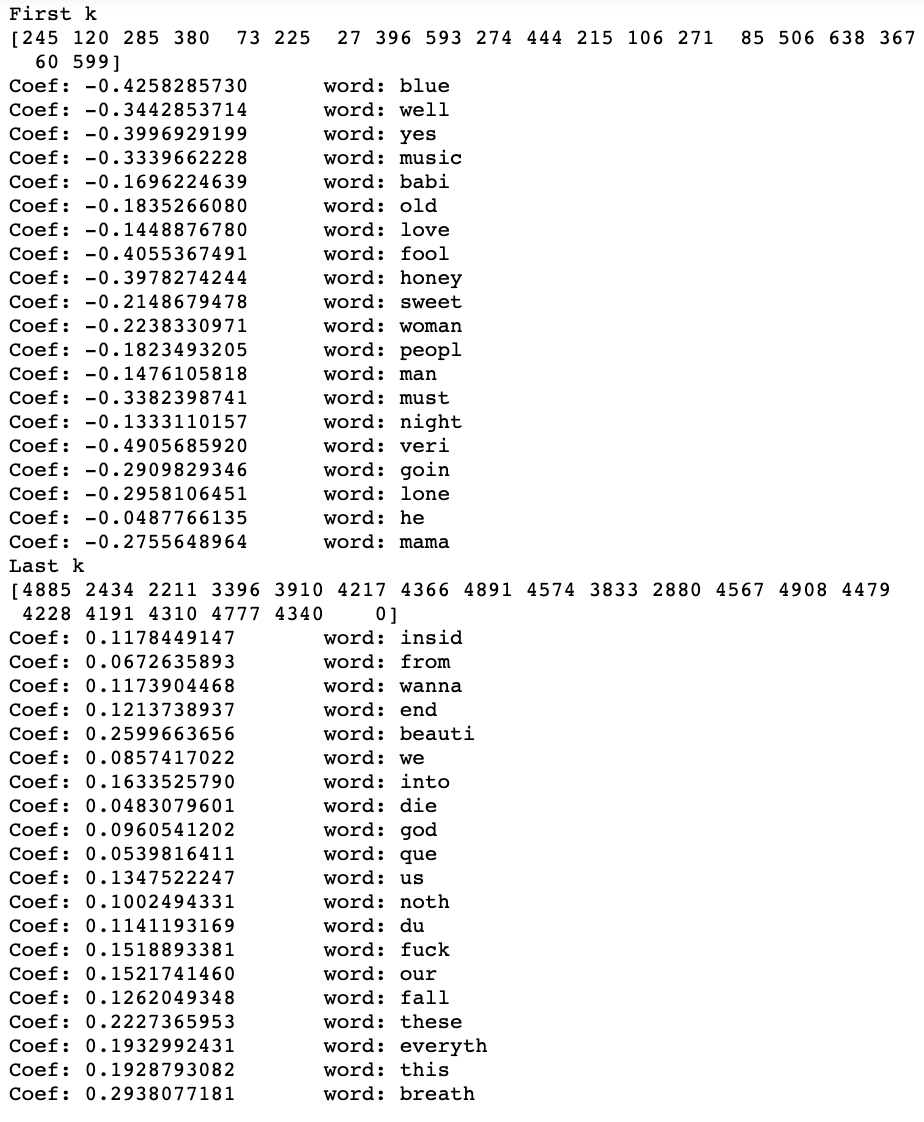 First k
[245 120 285 380  73 225  27 396 593 274 444 215 106 271  85 506 638 367
  60 599]
Coef: -0.4258285730      word: blue
Coef: -0.3442853714      word: well
Coef: -0.3996929199      word: yes
Coef: -0.3339662228      word: music
Coef: -0.1696224639      word: babi
Coef: -0.1835266080      word: old
Coef: -0.1448876780      word: love
Coef: -0.4055367491      word: fool
Coef: -0.3978274244      word: honey
Coef: -0.2148679478      word: sweet
Coef: -0.2238330971      word: woman
Coef: -0.1823493205      word: peopl
Coef: -0.1476105818      word: man
Coef: -0.3382398741      word: must
Coef: -0.1333110157      word: night
Coef: -0.4905685920      word: veri
Coef: -0.2909829346      word: goin
Coef: -0.2958106451      word: lone
Coef: -0.0487766135      word: he
Coef: -0.2755648964      word: mama
Last k
[4885 2434 2211 3396 3910 4217 4366 4891 4574 3833 2880 4567 4908 4479
 4228 4191 4310 4777 4340    0]
Coef: 0.1178449147       word: insid
Coef: 0.0672635893       word: from
Coef: 0.1173904468       word: wanna
Coef: 0.1213738937       word: end
Coef: 0.2599663656       word: beauti
Coef: 0.0857417022       word: we
Coef: 0.1633525790       word: into
Coef: 0.0483079601       word: die
Coef: 0.0960541202       word: god
Coef: 0.0539816411       word: que
Coef: 0.1347522247       word: us
Coef: 0.1002494331       word: noth
Coef: 0.1141193169       word: du
Coef: 0.1518893381       word: fuck
Coef: 0.1521741460       word: our
Coef: 0.1262049348       word: fall
Coef: 0.2227365953       word: these
Coef: 0.1932992431       word: everyth
Coef: 0.1928793082       word: this
Coef: 0.2938077181       word: breath